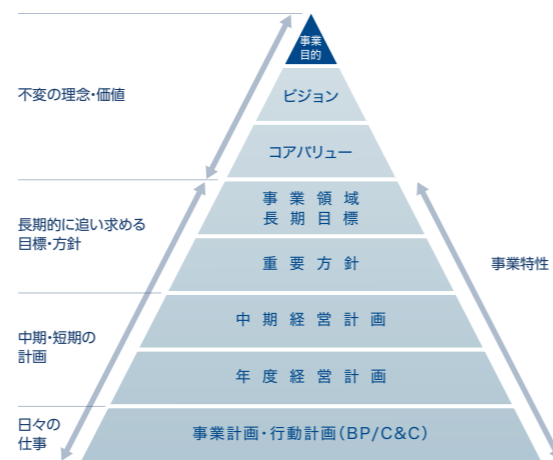 事業
目的
不変の理念・価値
ビジョン
コアバリュー
長期的に追い求める
目標・方針
事業領域
長期目標
重要方針
事業特性
中期・短期の
計画
中期経営計画
年度経営計画
日々の
仕事
事業計画・行動計画(BP/C&C)